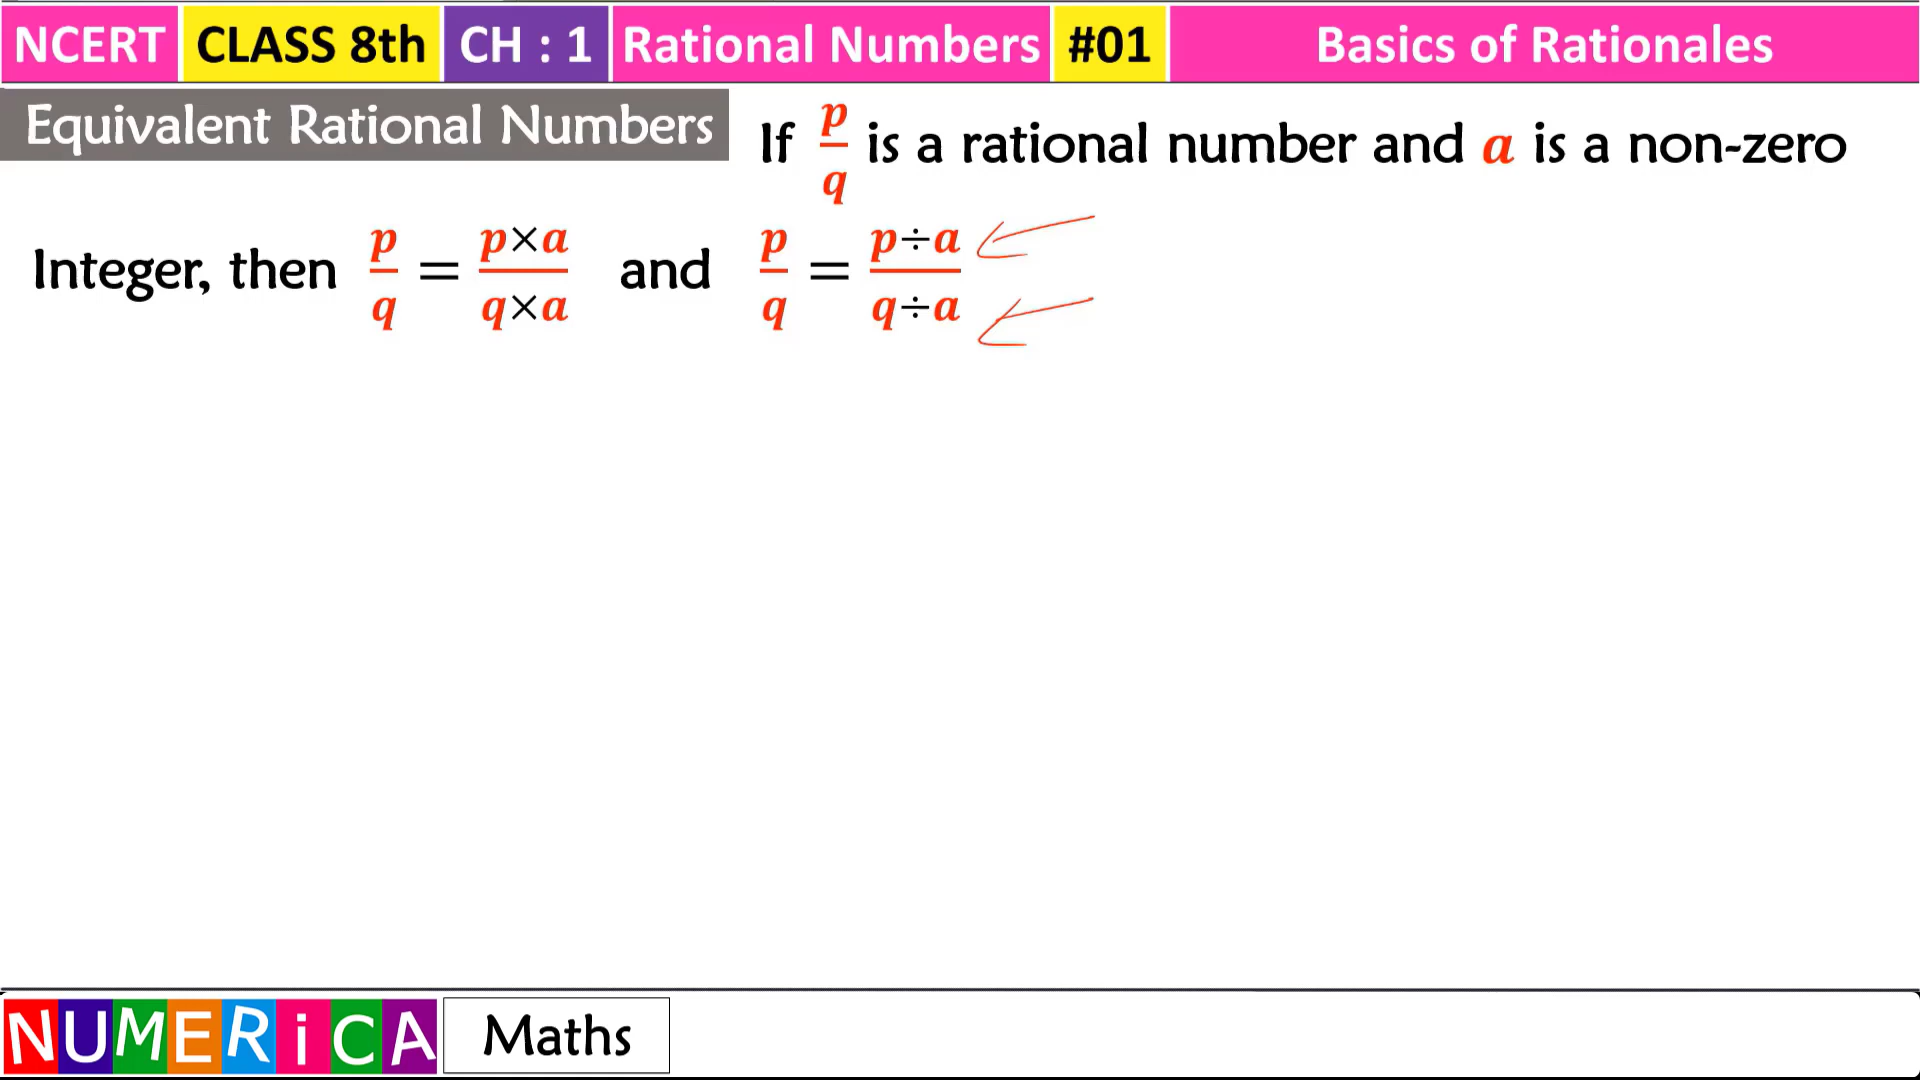 NCERT CLASS 8th CH : 1 Rational Numbers #01 Basics of Rationales
Equivalent Rational Numbers If p/q is a rational number and a is a non-zero
Integer, then p/q = p×a/q×a and p/q = p÷a/q÷a
NUMERiCA Maths